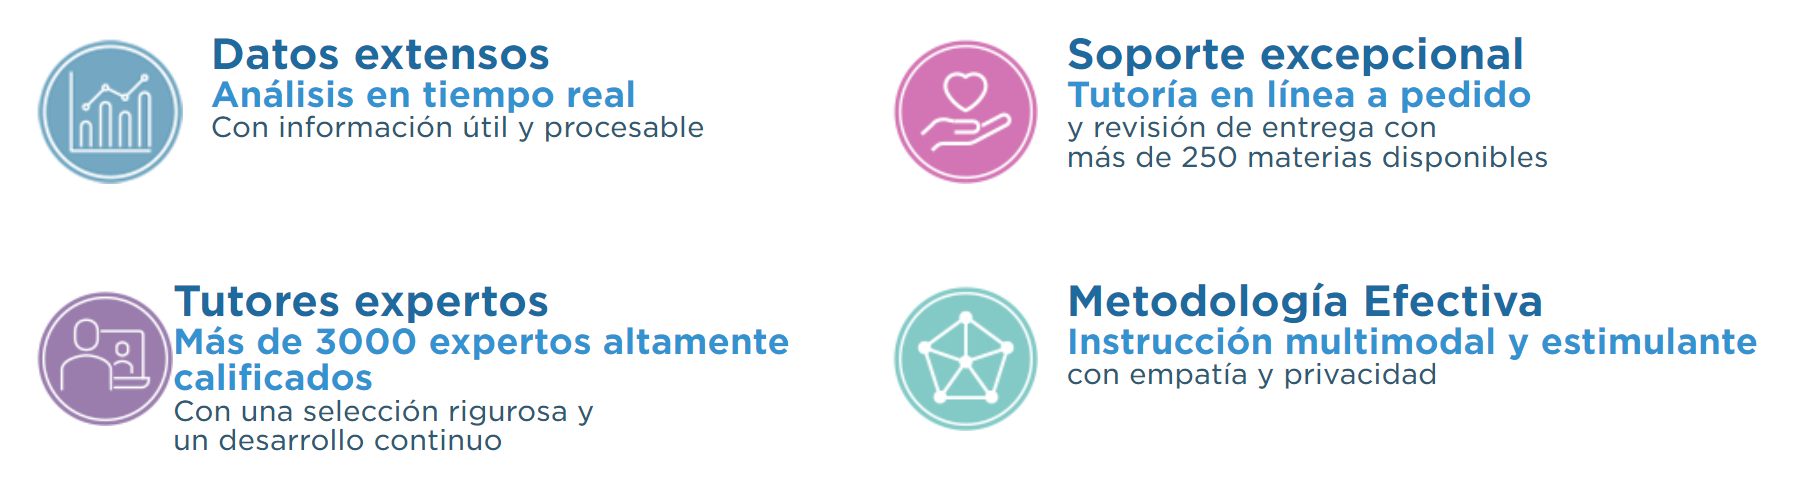 Datos extensos
Análisis en tiempo real
Con información útil y procesable
Soporte excepcional
Tutoría en línea a pedido
y revisión de entrega con
más de 250 materias disponibles
Tutores expertos
Más de 3000 expertos altamente
calificados
Con una selección rigurosa y
un desarrollo continuo
Metodología Efectiva
Instrucción multimodal y estimulante
con empatía y privacidad